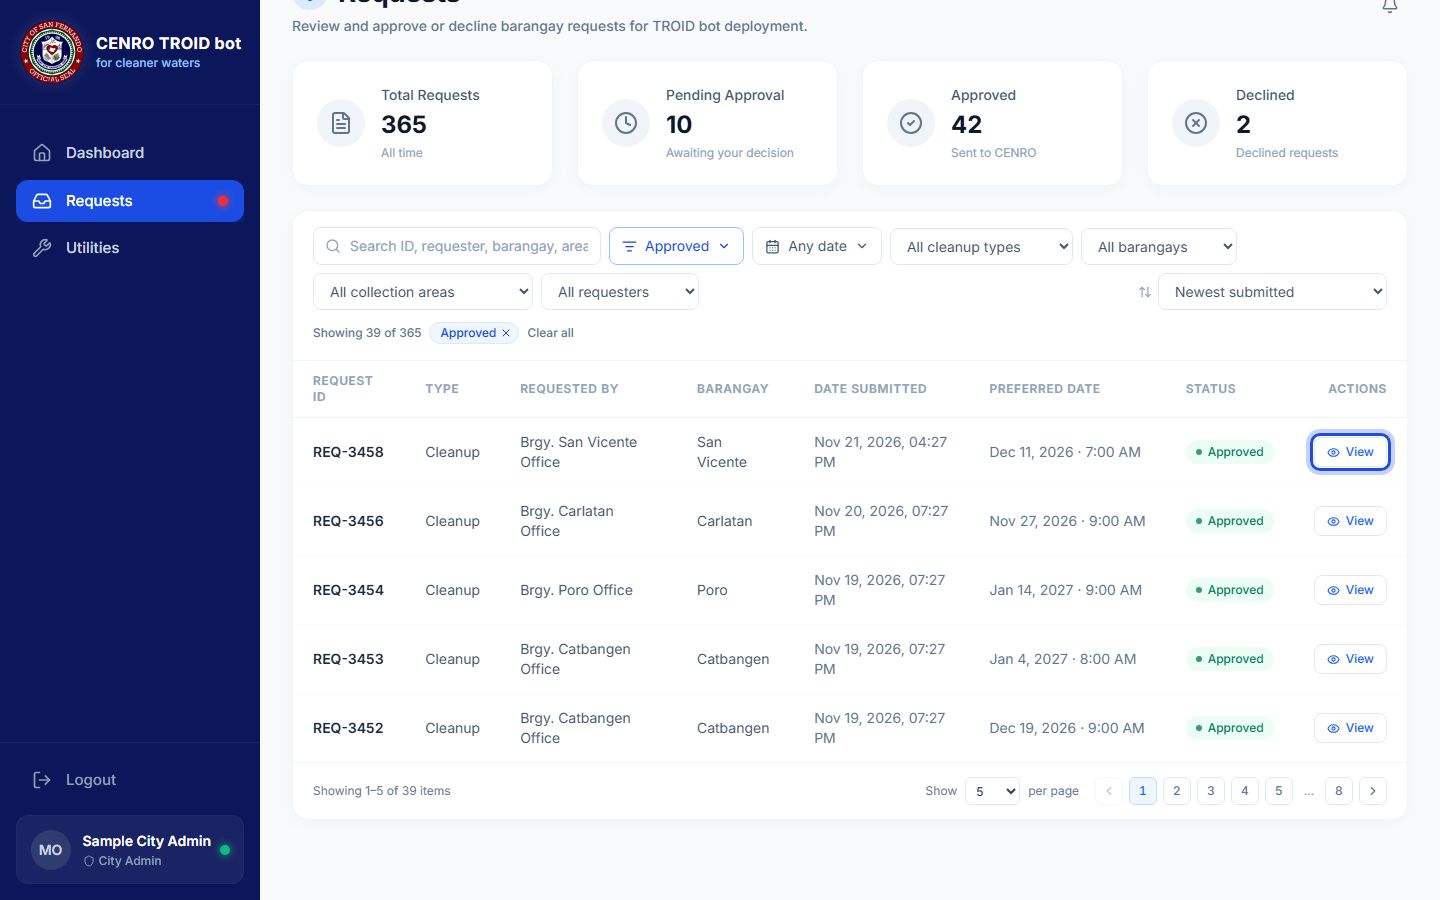 CITY OF SAN FERNANDO
OFFICIAL SEAL
CENRO TROID bot
for cleaner waters
Dashboard
Requests
Utilities
Logout
MO
Sample City Admin
City Admin
Requests
Review and approve or decline barangay requests for TROID bot deployment.
Total Requests
365
All time
Pending Approval
10
Awaiting your decision
Approved
42
Sent to CENRO
Declined
2
Declined requests
Search ID, requester, barangay, area
Approved
Any date
All cleanup types
All barangays
All collection areas
All requesters
Newest submitted
Showing 39 of 365 Approved × Clear all
REQUEST ID TYPE REQUESTED BY BARANGAY DATE SUBMITTED PREFERRED DATE STATUS ACTIONS
REQ-3458 Cleanup Brgy. San Vicente Office San Vicente Nov 21, 2026, 04:27 PM Dec 11, 2026 · 7:00 AM Approved View
REQ-3456 Cleanup Brgy. Carlatan Office Carlatan Nov 20, 2026, 07:27 PM Nov 27, 2026 · 9:00 AM Approved View
REQ-3454 Cleanup Brgy. Poro Office Poro Nov 19, 2026, 07:27 PM Jan 14, 2027 · 9:00 AM Approved View
REQ-3453 Cleanup Brgy. Catbangen Office Catbangen Nov 19, 2026, 07:27 PM Jan 4, 2027 · 8:00 AM Approved View
REQ-3452 Cleanup Brgy. Catbangen Office Catbangen Nov 19, 2026, 07:27 PM Dec 19, 2026 · 9:00 AM Approved View
Showing 1–5 of 39 items
Show 5 per page
1 2 3 4 5 … 8